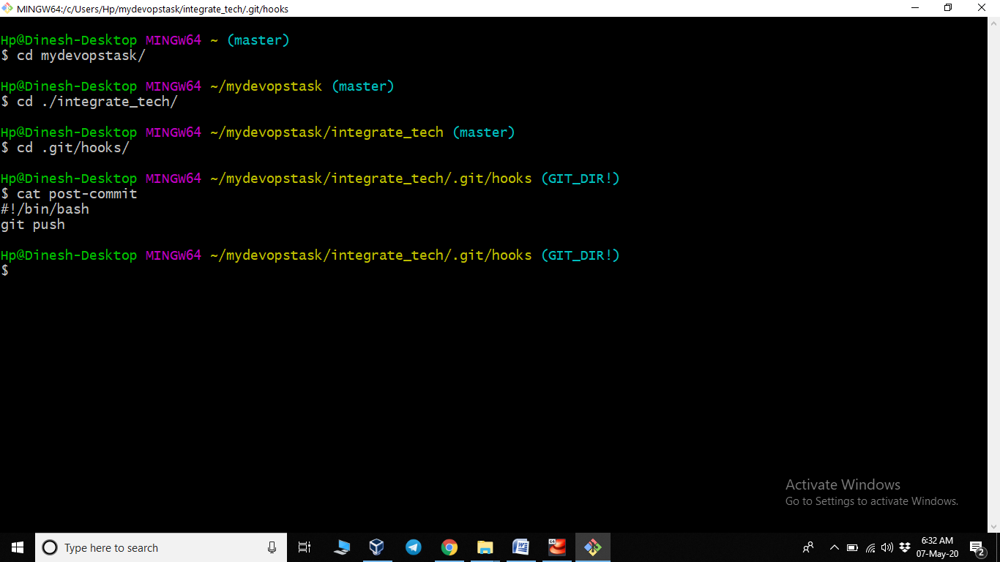 MINGW64:/c/Users/Hp/mydevopstask/integrate_tech/.git/hooks
Hp@Dinesh-Desktop MINGW64 ~ (master)
$ cd mydevopstask/
Hp@Dinesh-Desktop MINGW64 ~/mydevopstask (master)
$ cd ./integrate_tech/
Hp@Dinesh-Desktop MINGW64 ~/mydevopstask/integrate_tech (master)
$ cd .git/hooks/
Hp@Dinesh-Desktop MINGW64 ~/mydevopstask/integrate_tech/.git/hooks (GIT_DIR!)
$ cat post-commit
#!/bin/bash
git push
Hp@Dinesh-Desktop MINGW64 ~/mydevopstask/integrate_tech/.git/hooks (GIT_DIR!)
$
Activate Windows
Go to Settings to activate Windows.
Type here to search
64
W
6:32 AM
07-May-20
2